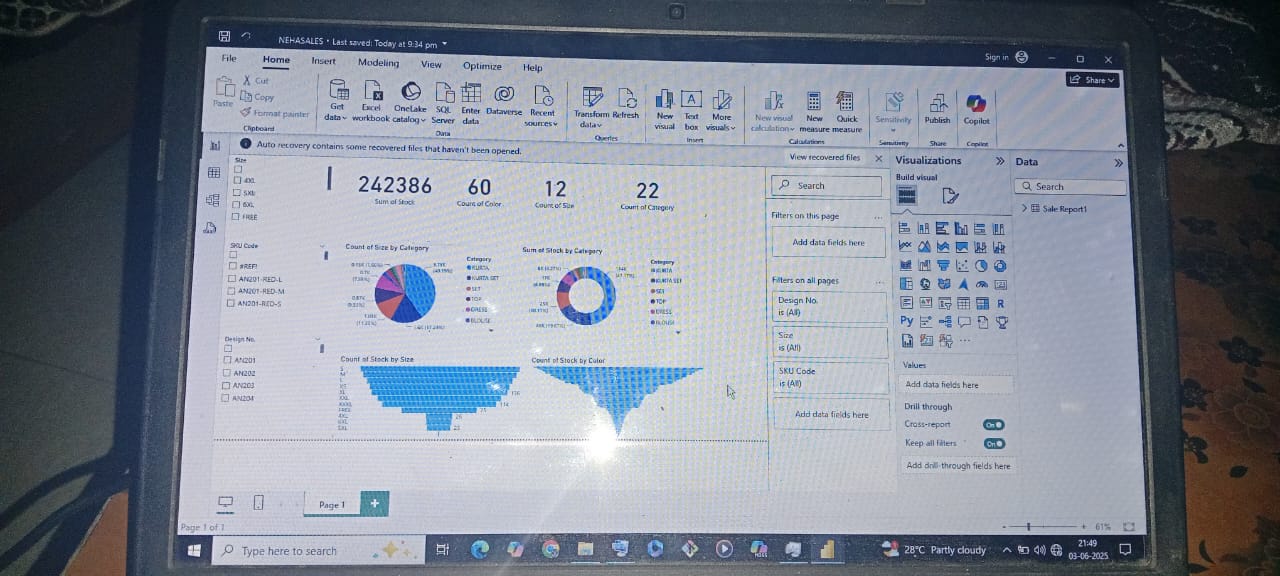 NEHASALES • Last saved: Today at 9:34 pm
Sign in
File Home Insert Modeling View Optimize Help
Share
Paste
Cut
Copy
Format painter
Clipboard
Get data
Excel workbook
OneLake catalog
SQL Server
Enter data
Dataverse
Recent sources
Data
Transform data
Refresh
Queries
New visual
Text box
More visuals
Insert
New visual calculation
New measure
Quick measure
Calculations
Sensitivity
Sensitivity
Publish
Share
Copilot
Copilot
Auto recovery contains some recovered files that haven't been opened.
View recovered files
Size
4XL
5XL
6XL
FREE
242386
Sum of Stock
60
Count of Color
12
Count of Size
22
Count of Category
SKU Code
#REF!
AN201-RED-L
AN201-RED-M
AN201-RED-S
Count of Size by Category
Category
KURTA
KURTA SET
SET
TOP
DRESS
BLOUSE
Sum of Stock by Category
Category
KURTA
KURTA SET
SET
TOP
DRESS
BLOUSE
Design No.
AN201
AN202
AN203
AN204
Count of Stock by Size
S
M
L
XS
XL
XXL
XXXL
FREE
4XL
Count of Stock by Color
Search
Filters on this page
Add data fields here
Filters on all pages
Design No.
is (All)
Size
is (All)
SKU Code
is (All)
Add data fields here
Visualizations
Build visual
R
Py
Values
Add data fields here
Drill through
Cross-report
On
Keep all filters
On
Add drill-through fields here
Data
Search
Sale Report1
Page 1
Page 1 of 1
61%
Type here to search
28°C Partly cloudy
21:49
03-06-2025